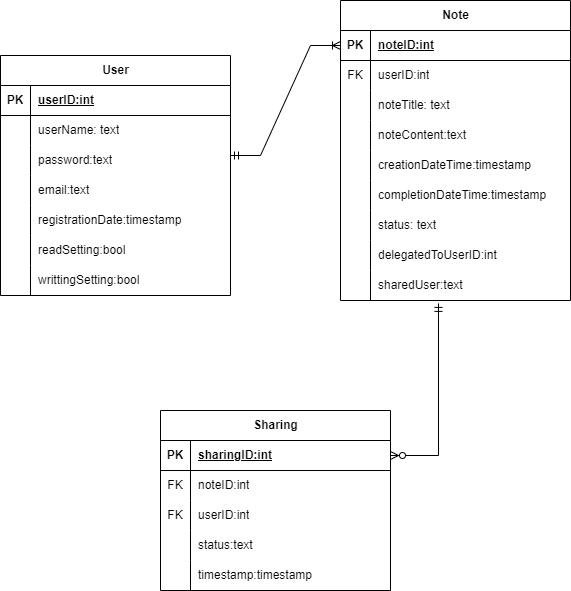 Note
PK noteID:int
FK userID:int
noteTitle: text
noteContent:text
creationDateTime:timestamp
completionDateTime:timestamp
status: text
delegatedToUserID:int
sharedUser:text
User
PK userID:int
userName: text
password:text
email:text
registrationDate:timestamp
readSetting:bool
writtingSetting:bool
Sharing
PK sharingID:int
FK noteID:int
FK userID:int
status:text
timestamp:timestamp